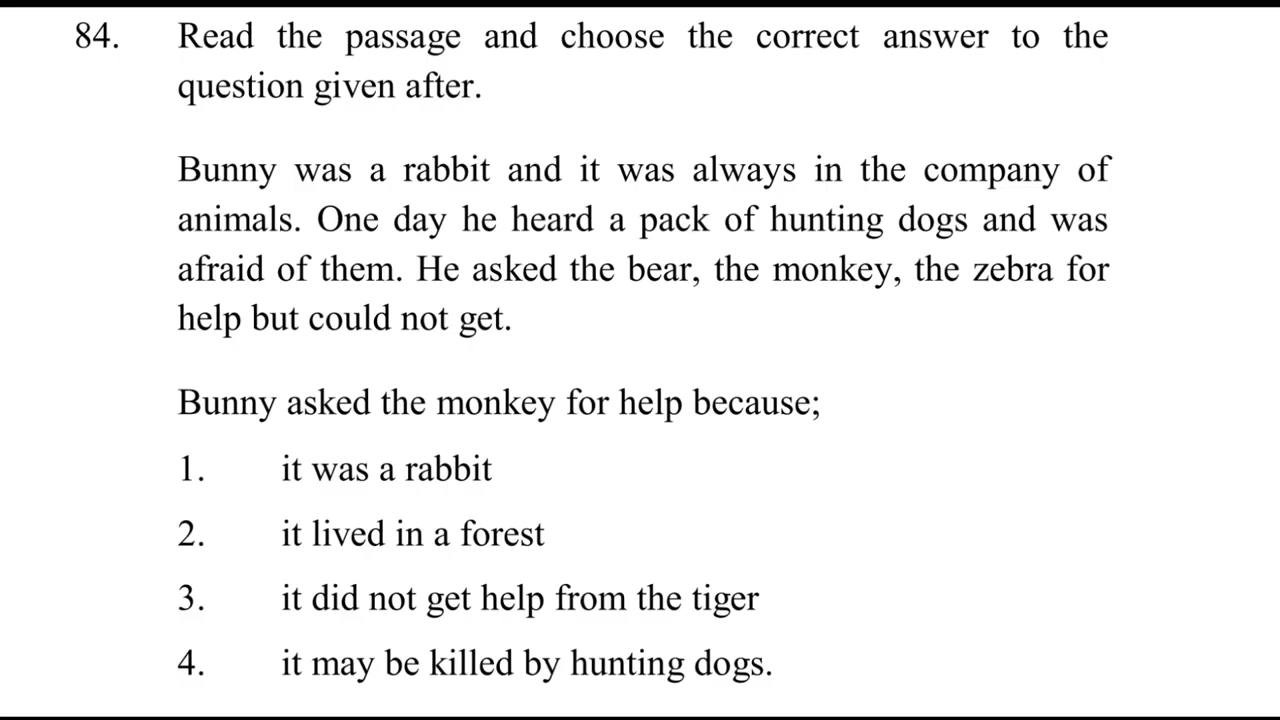 84. Read the passage and choose the correct answer to the
question given after.
Bunny was a rabbit and it was always in the company of
animals. One day he heard a pack of hunting dogs and was
afraid of them. He asked the bear, the monkey, the zebra for
help but could not get.
Bunny asked the monkey for help because;
1. it was a rabbit
2. it lived in a forest
3. it did not get help from the tiger
4. it may be killed by hunting dogs.